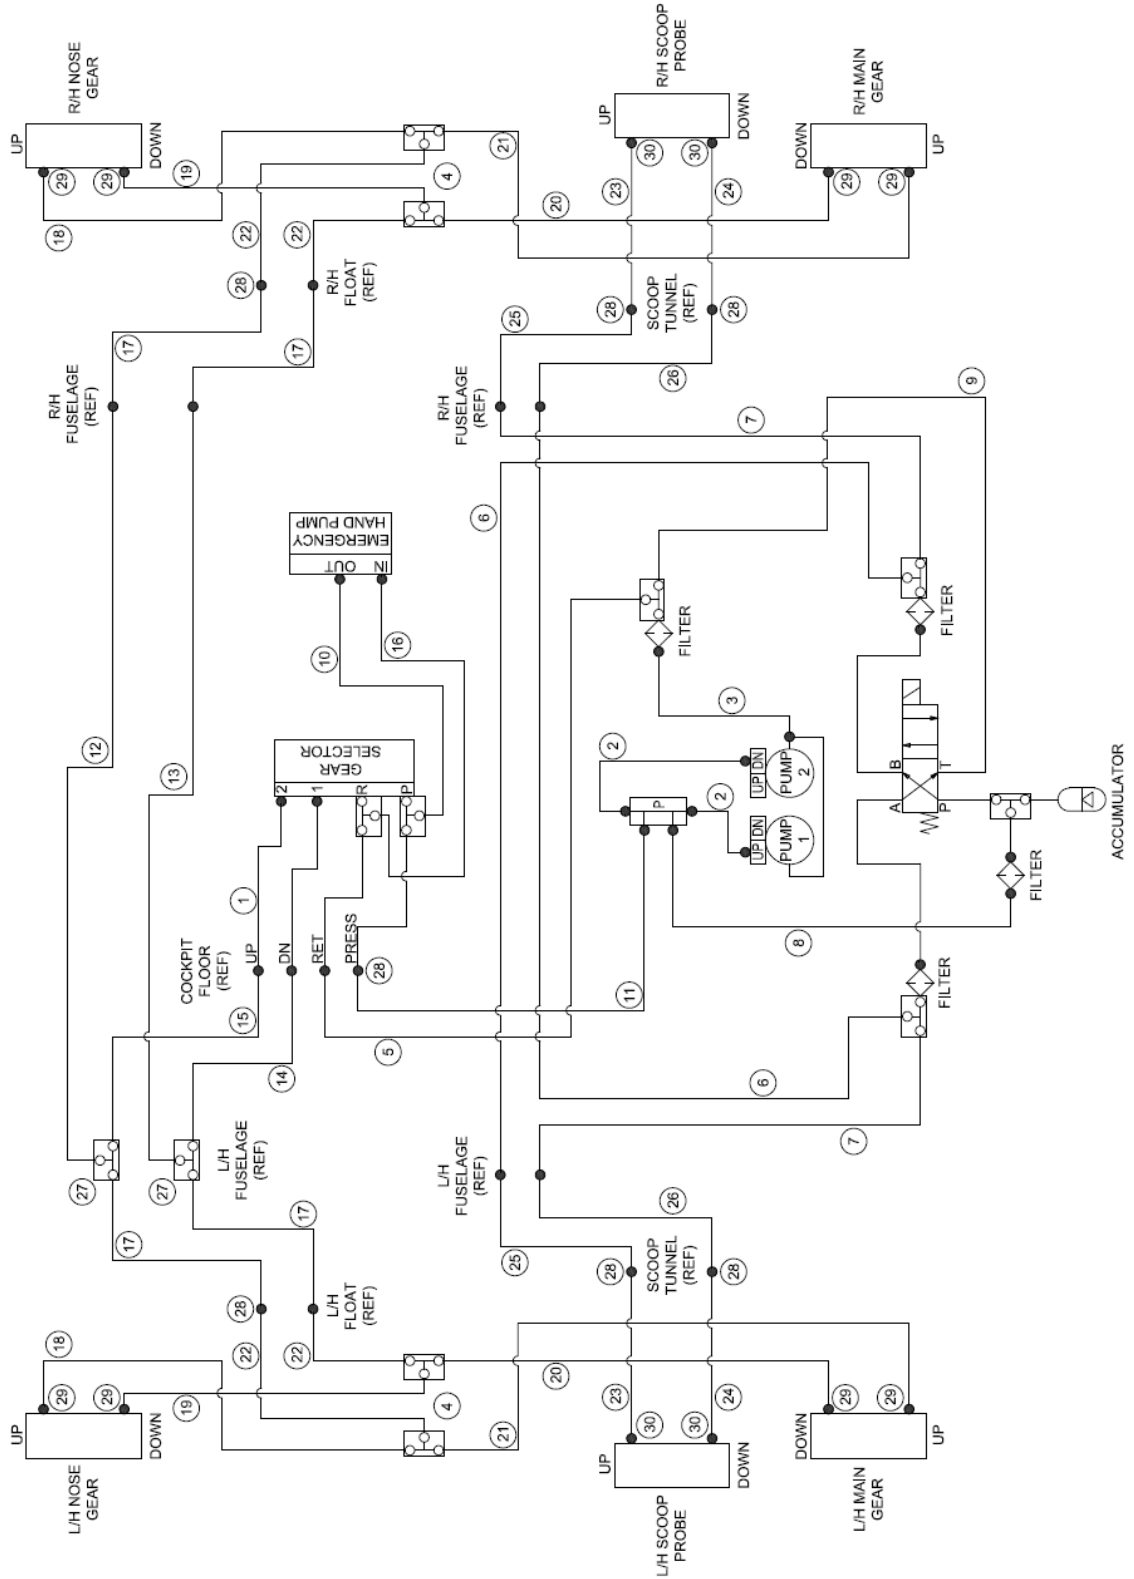 R/H NOSE
GEAR
UP
DOWN
29
29
18
19
22
22
28
4
21
20
R/H
FLOAT
(REF)
17
17
R/H
FUSELAGE
(REF)
R/H SCOOP
PROBE
UP
DOWN
30
30
23
24
28
28
SCOOP
TUNNEL
(REF)
25
26
R/H
FUSELAGE
(REF)
R/H MAIN
GEAR
DOWN
UP
29
29
7
9
6
12
13
EMERGENCY
HAND PUMP
OUT
IN
10
16
GEAR
SELECTOR
2
1
R
P
1
COCKPIT
FLOOR
(REF)
UP
DN
RET
PRESS
28
15
14
5
11
FILTER
3
2
2
P
UP
DN
PUMP
2
UP
DN
PUMP
1
8
FILTER
B
T
A
P
ACCUMULATOR
FILTER
FILTER
6
7
27
27
L/H
FUSELAGE
(REF)
17
17
L/H
FLOAT
(REF)
28
22
22
18
19
29
29
UP
DOWN
L/H NOSE
GEAR
4
20
21
L/H
FUSELAGE
(REF)
25
26
SCOOP
TUNNEL
(REF)
28
28
23
24
30
30
UP
DOWN
L/H SCOOP
PROBE
29
29
DOWN
UP
L/H MAIN
GEAR